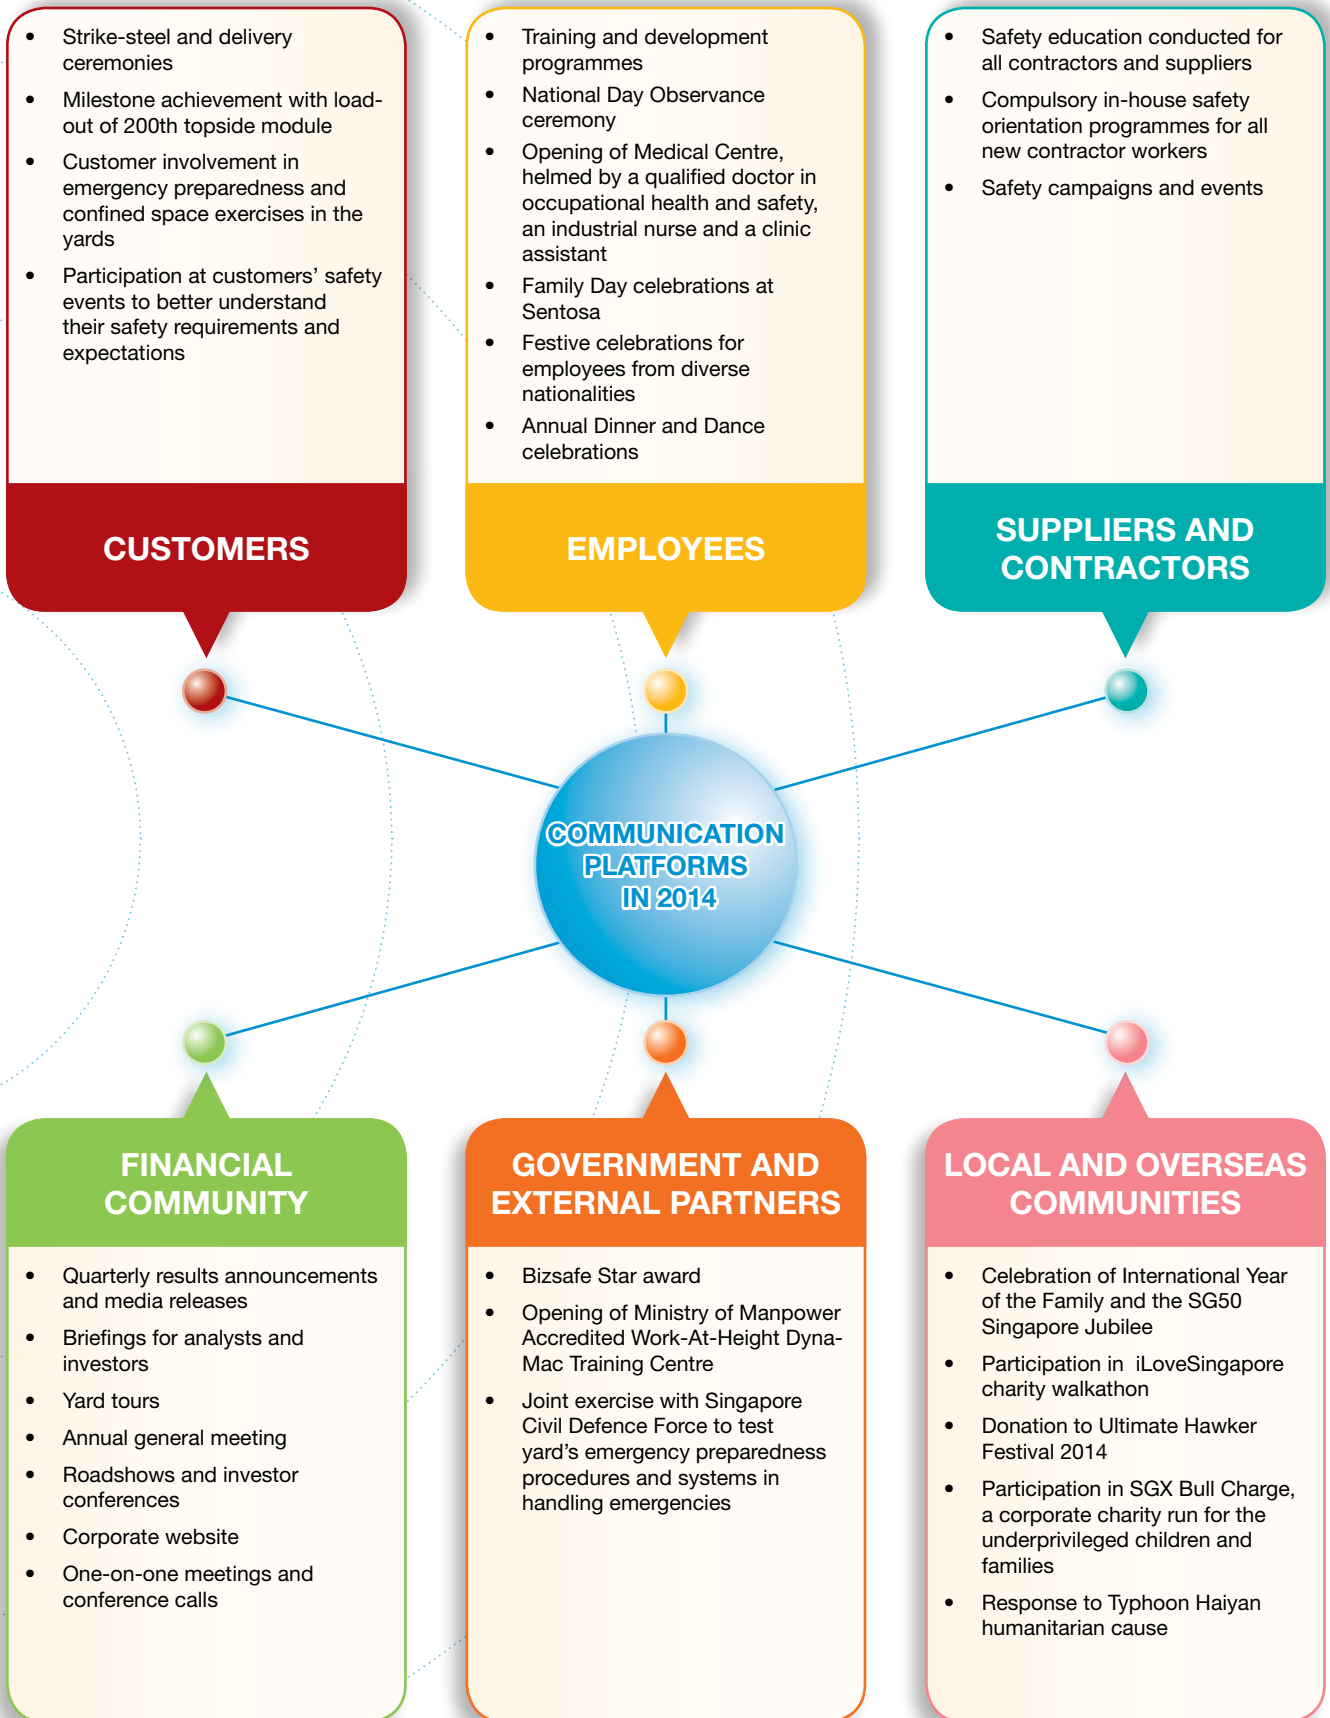 • Strike-steel and delivery
ceremonies
• Milestone achievement with load-
out of 200th topside module
• Customer involvement in
emergency preparedness and
confined space exercises in the
yards
• Participation at customers’ safety
events to better understand
their safety requirements and
expectations
CUSTOMERS
• Training and development
programmes
• National Day Observance
ceremony
• Opening of Medical Centre,
helmed by a qualified doctor in
occupational health and safety,
an industrial nurse and a clinic
assistant
• Family Day celebrations at
Sentosa
• Festive celebrations for
employees from diverse
nationalities
• Annual Dinner and Dance
celebrations
EMPLOYEES
• Safety education conducted for
all contractors and suppliers
• Compulsory in-house safety
orientation programmes for all
new contractor workers
• Safety campaigns and events
SUPPLIERS AND
CONTRACTORS
COMMUNICATION
PLATFORMS
IN 2014
FINANCIAL
COMMUNITY
• Quarterly results announcements
and media releases
• Briefings for analysts and
investors
• Yard tours
• Annual general meeting
• Roadshows and investor
conferences
• Corporate website
• One-on-one meetings and
conference calls
GOVERNMENT AND
EXTERNAL PARTNERS
• Bizsafe Star award
• Opening of Ministry of Manpower
Accredited Work-At-Height Dyna-
Mac Training Centre
• Joint exercise with Singapore
Civil Defence Force to test
yard’s emergency preparedness
procedures and systems in
handling emergencies
LOCAL AND OVERSEAS
COMMUNITIES
• Celebration of International Year
of the Family and the SG50
Singapore Jubilee
• Participation in iLoveSingapore
charity walkathon
• Donation to Ultimate Hawker
Festival 2014
• Participation in SGX Bull Charge,
a corporate charity run for the
underprivileged children and
families
• Response to Typhoon Haiyan
humanitarian cause